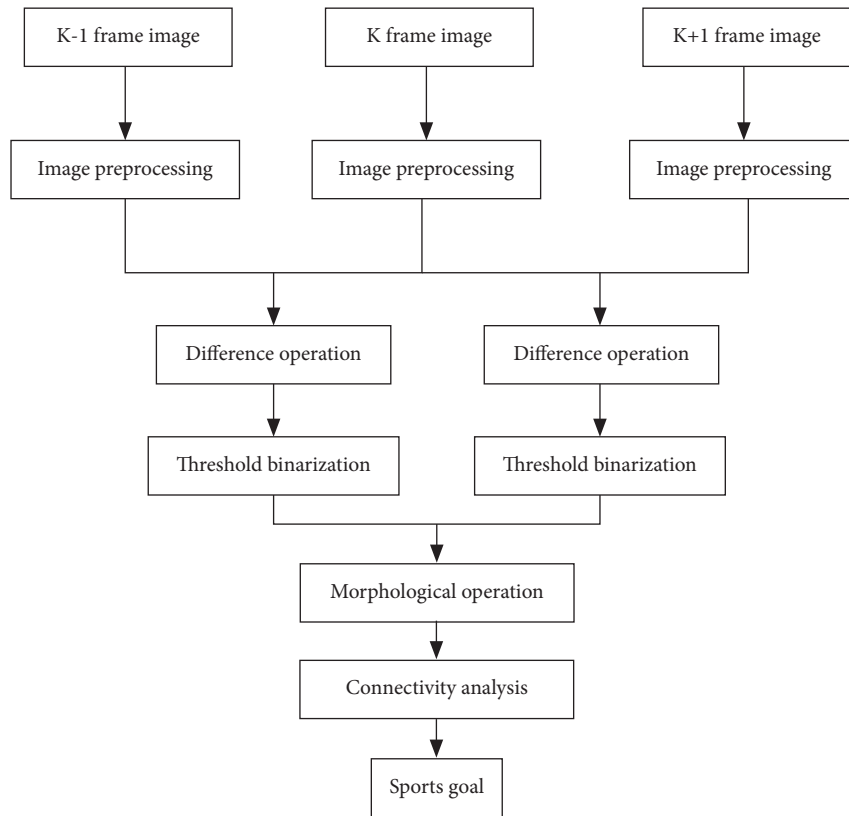 K-1 frame image
K frame image
K+1 frame image
Image preprocessing
Image preprocessing
Image preprocessing
Difference operation
Difference operation
Threshold binarization
Threshold binarization
Morphological operation
Connectivity analysis
Sports goal